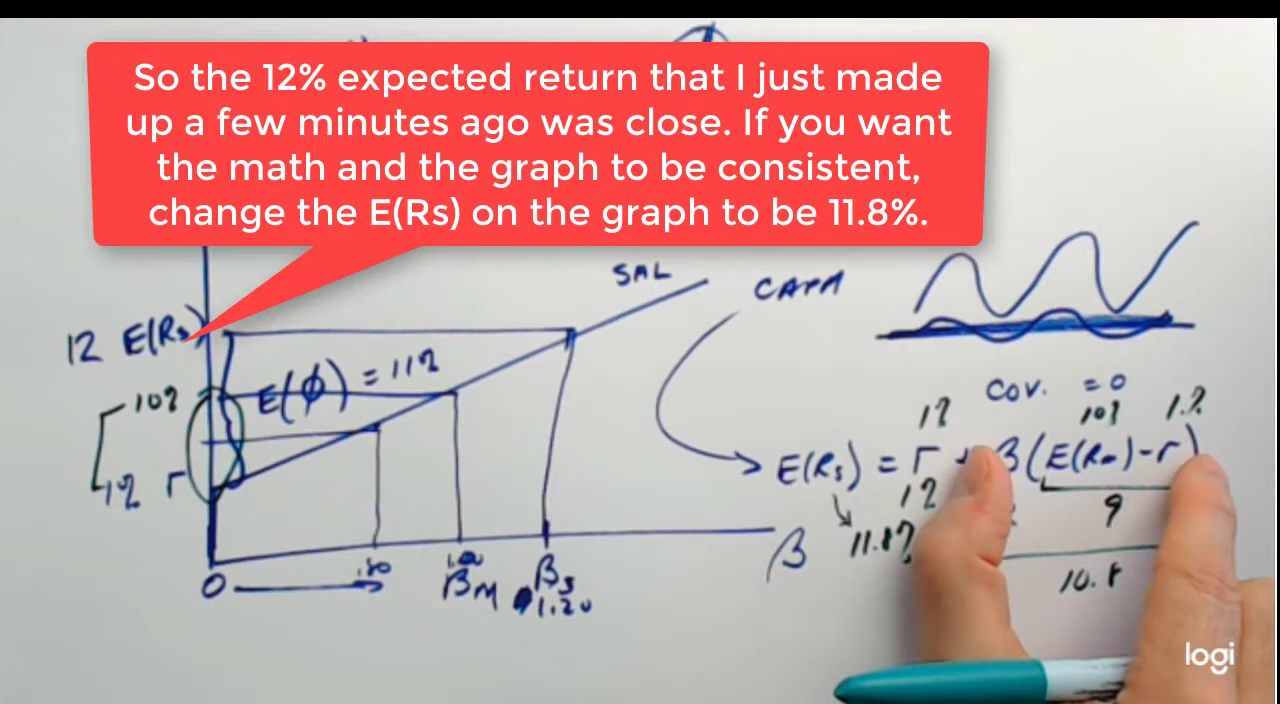 So the 12% expected return that I just made
up a few minutes ago was close. If you want
the math and the graph to be consistent,
change the E(Rs) on the graph to be 11.8%.
SML
CAPM
12 E(Rs)
E(ϕ) = 11%
10%
1% r
COV. = 0
1% 10% 1%
E(Rs) = r + β(E(Rm) - r)
1% 9
11.8%
10.8
0
.80
1.00
βM
βs
1.20
β
logi